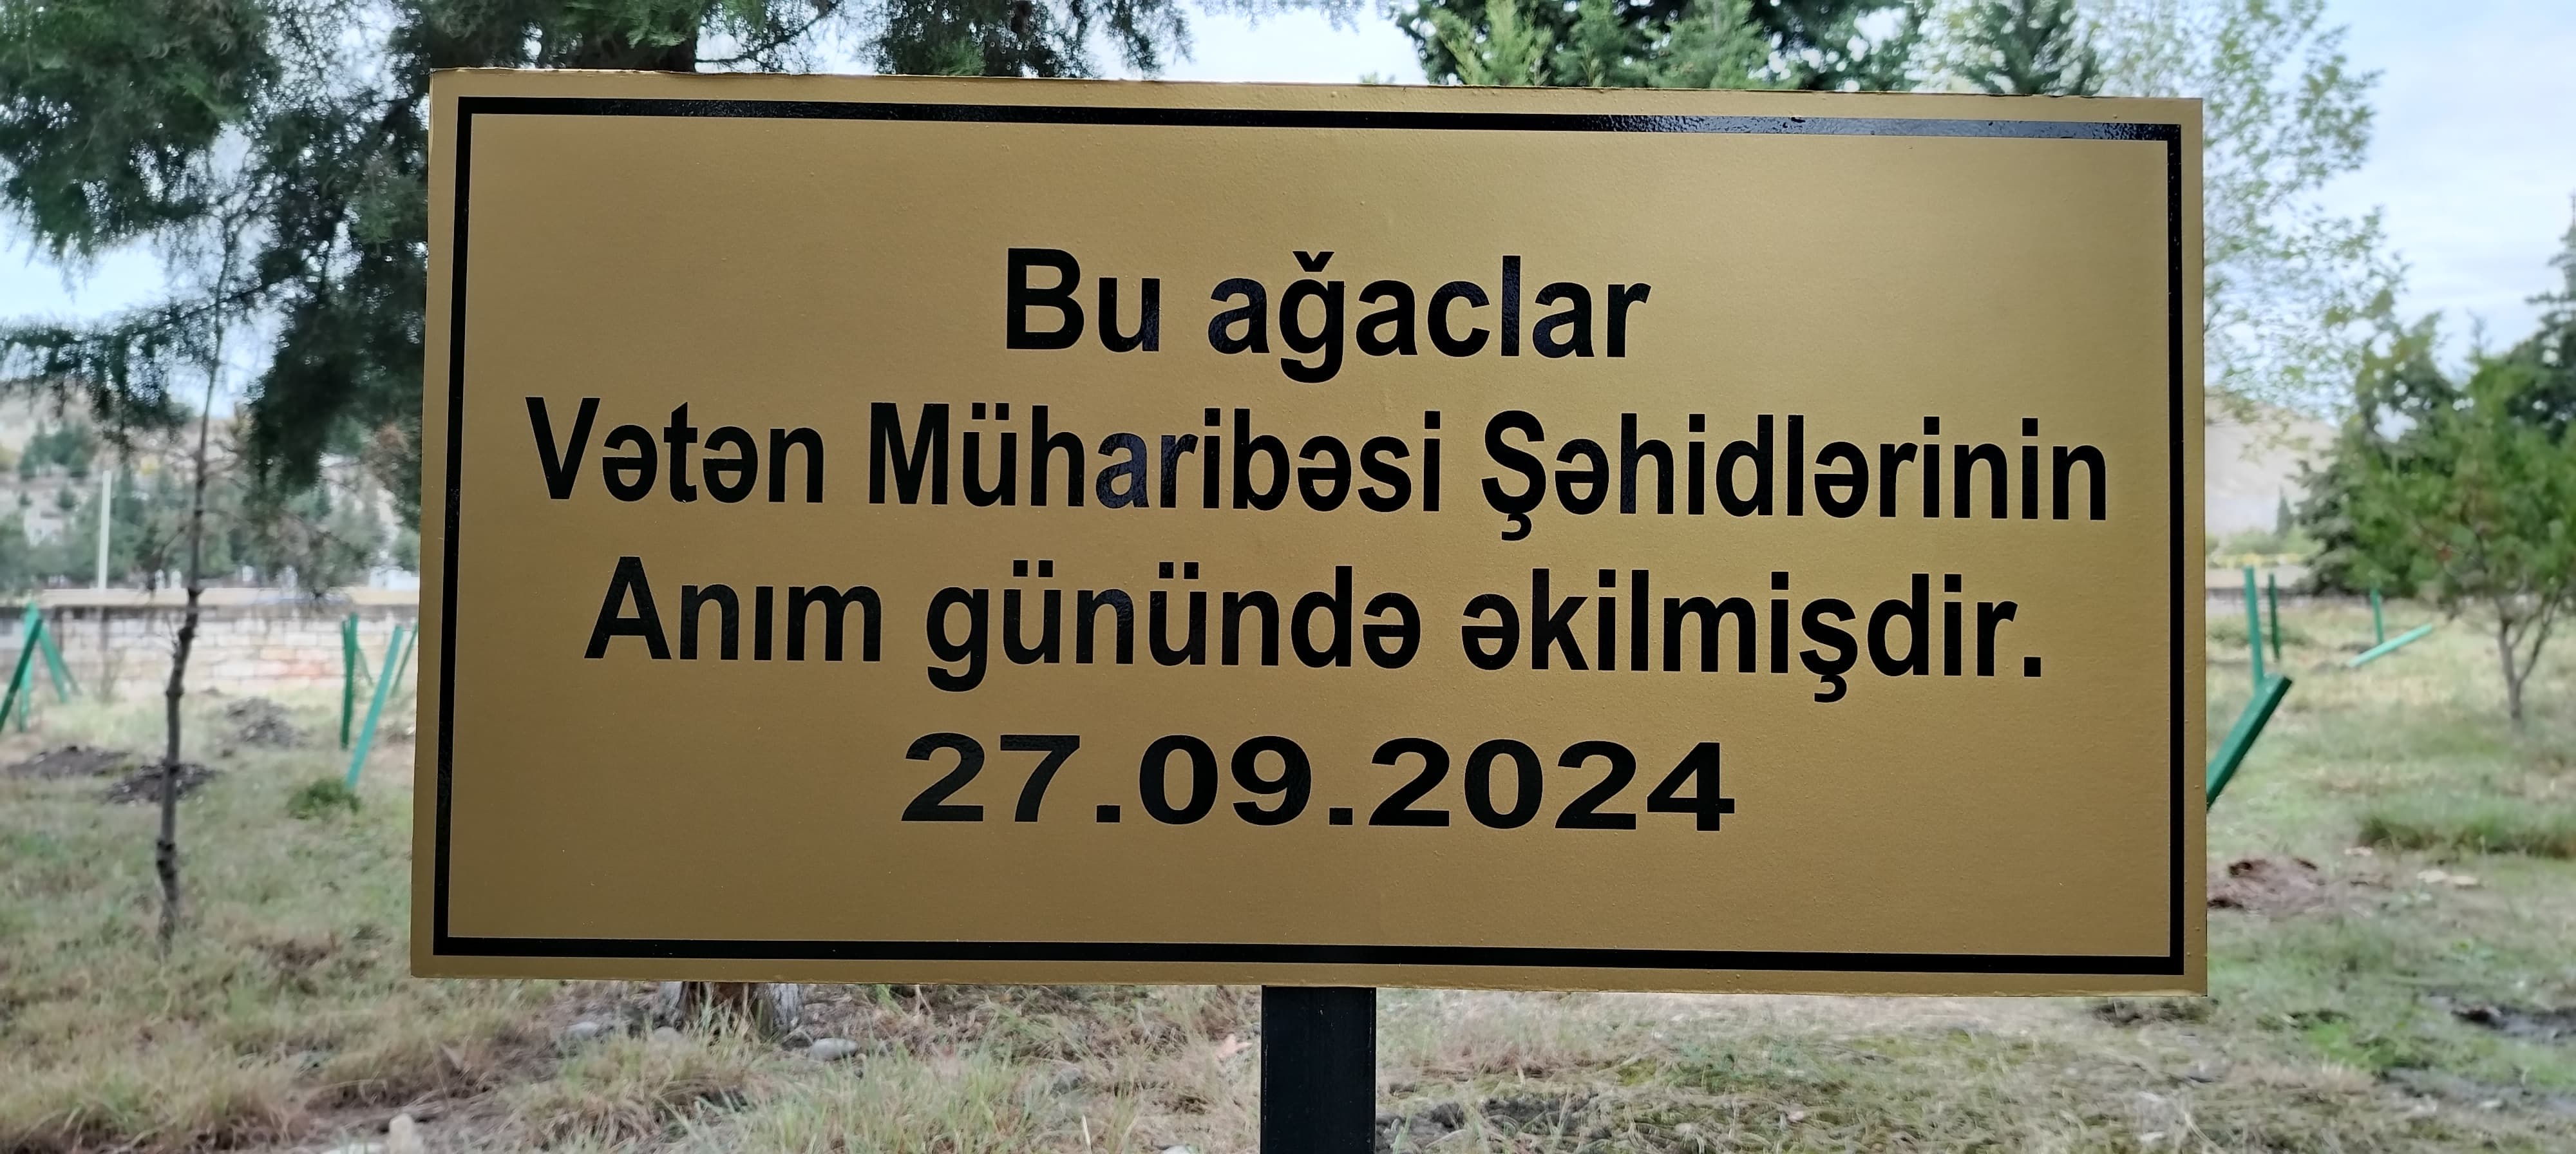 Bu ağaclar
Vətən Müharibəsi Şəhidlərinin
Anım günündə əkilmişdir.
27.09.2024